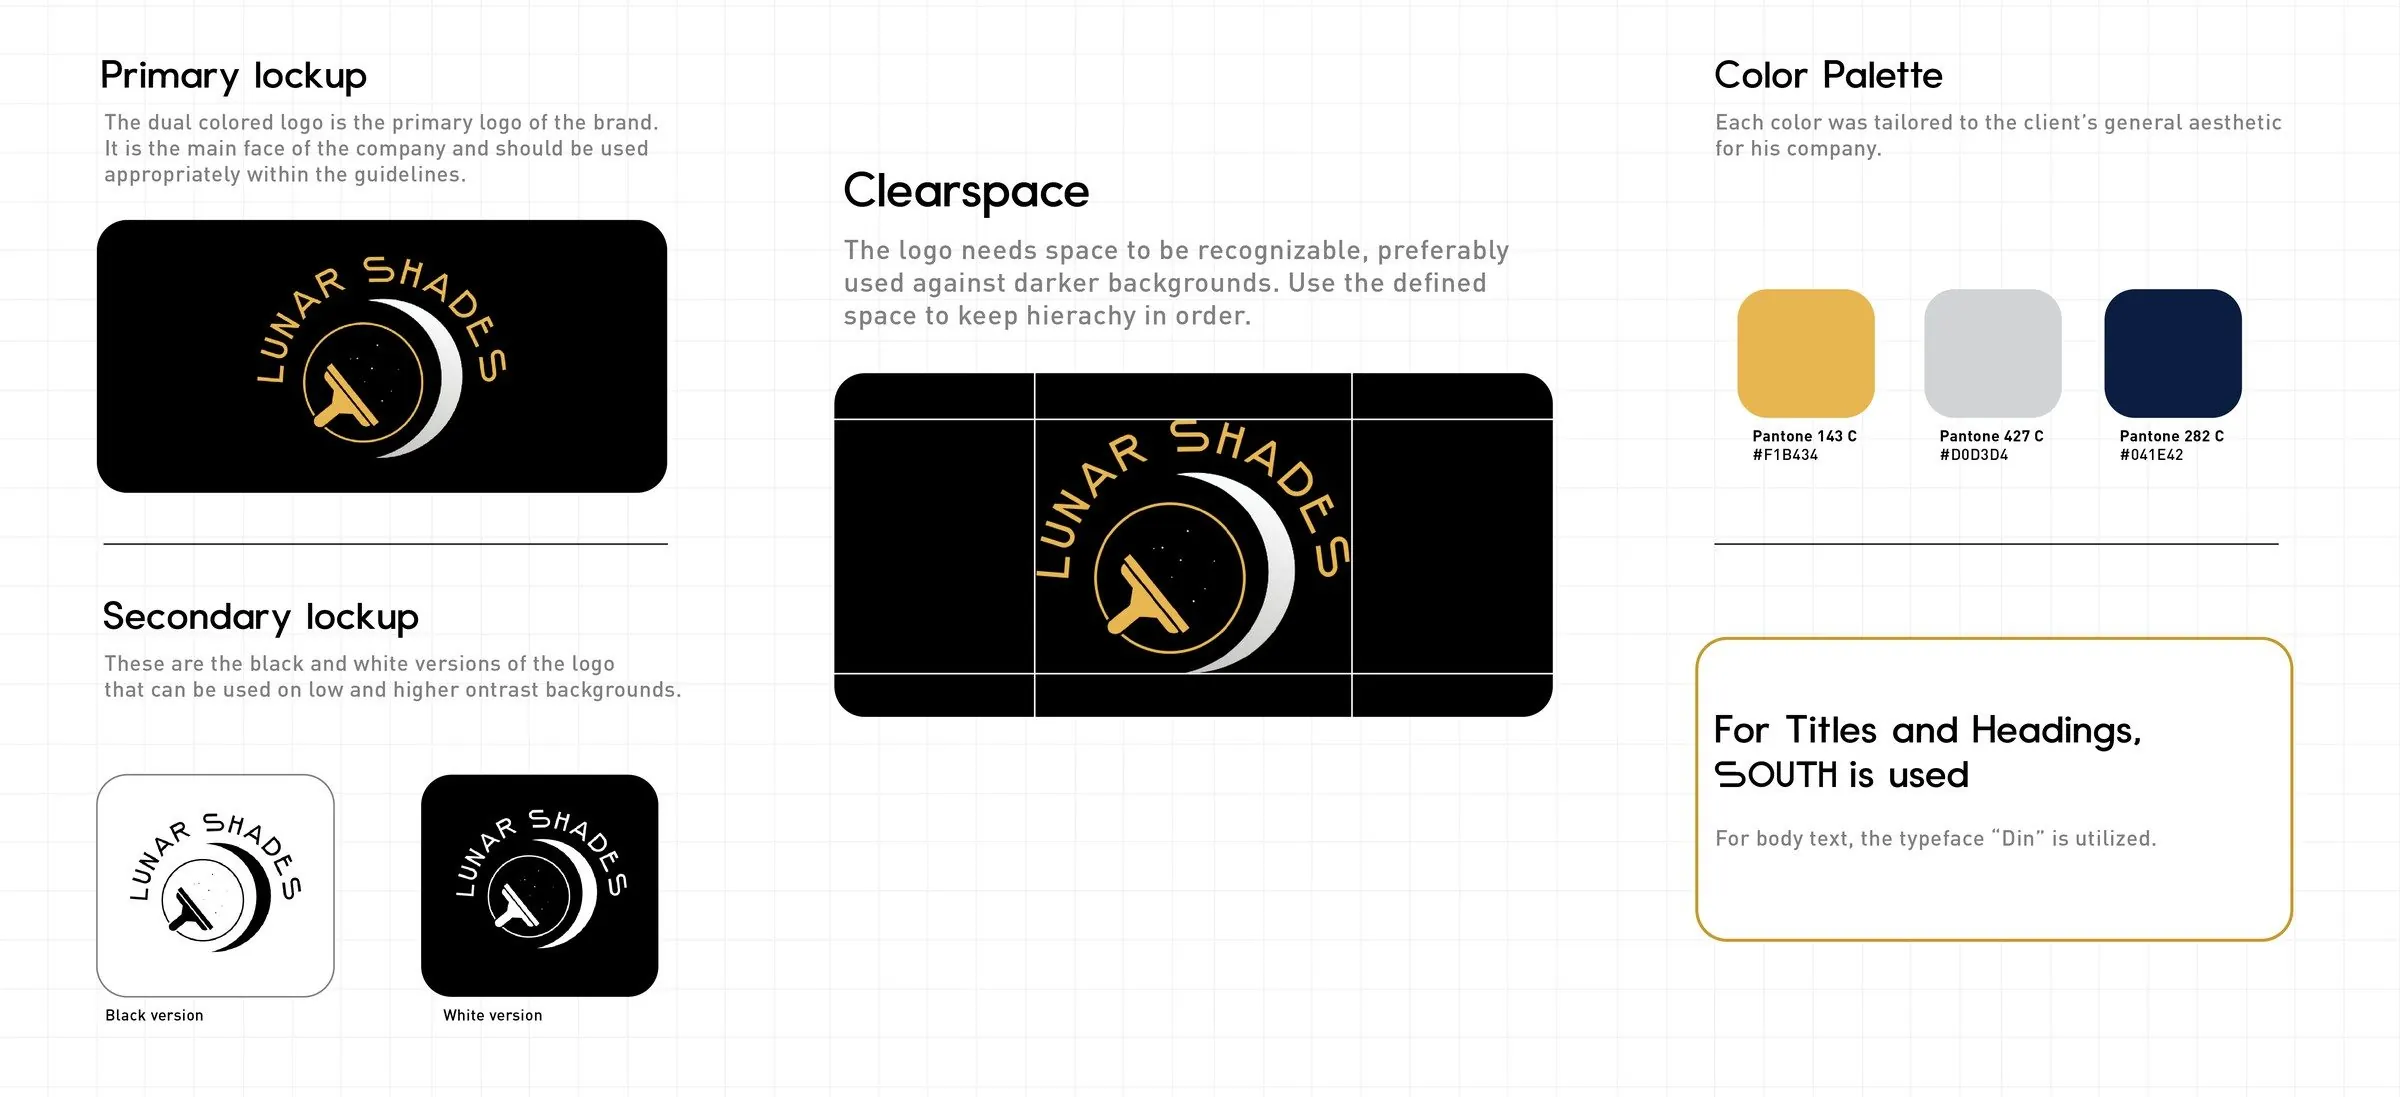 Primary lockup
The dual colored logo is the primary logo of the brand.
It is the main face of the company and should be used
appropriately within the guidelines.
LUNAR SHADES
Secondary lockup
These are the black and white versions of the logo
that can be used on low and higher ontrast backgrounds.
LUNAR SHADES
Black version
LUNAR SHADES
White version
Clearspace
The logo needs space to be recognizable, preferably
used against darker backgrounds. Use the defined
space to keep hierachy in order.
LUNAR SHADES
Color Palette
Each color was tailored to the client’s general aesthetic
for his company.
Pantone 143 C
#F1B434
Pantone 427 C
#D0D3D4
Pantone 282 C
#041E42
For Titles and Headings,
SOUTH is used
For body text, the typeface “Din” is utilized.